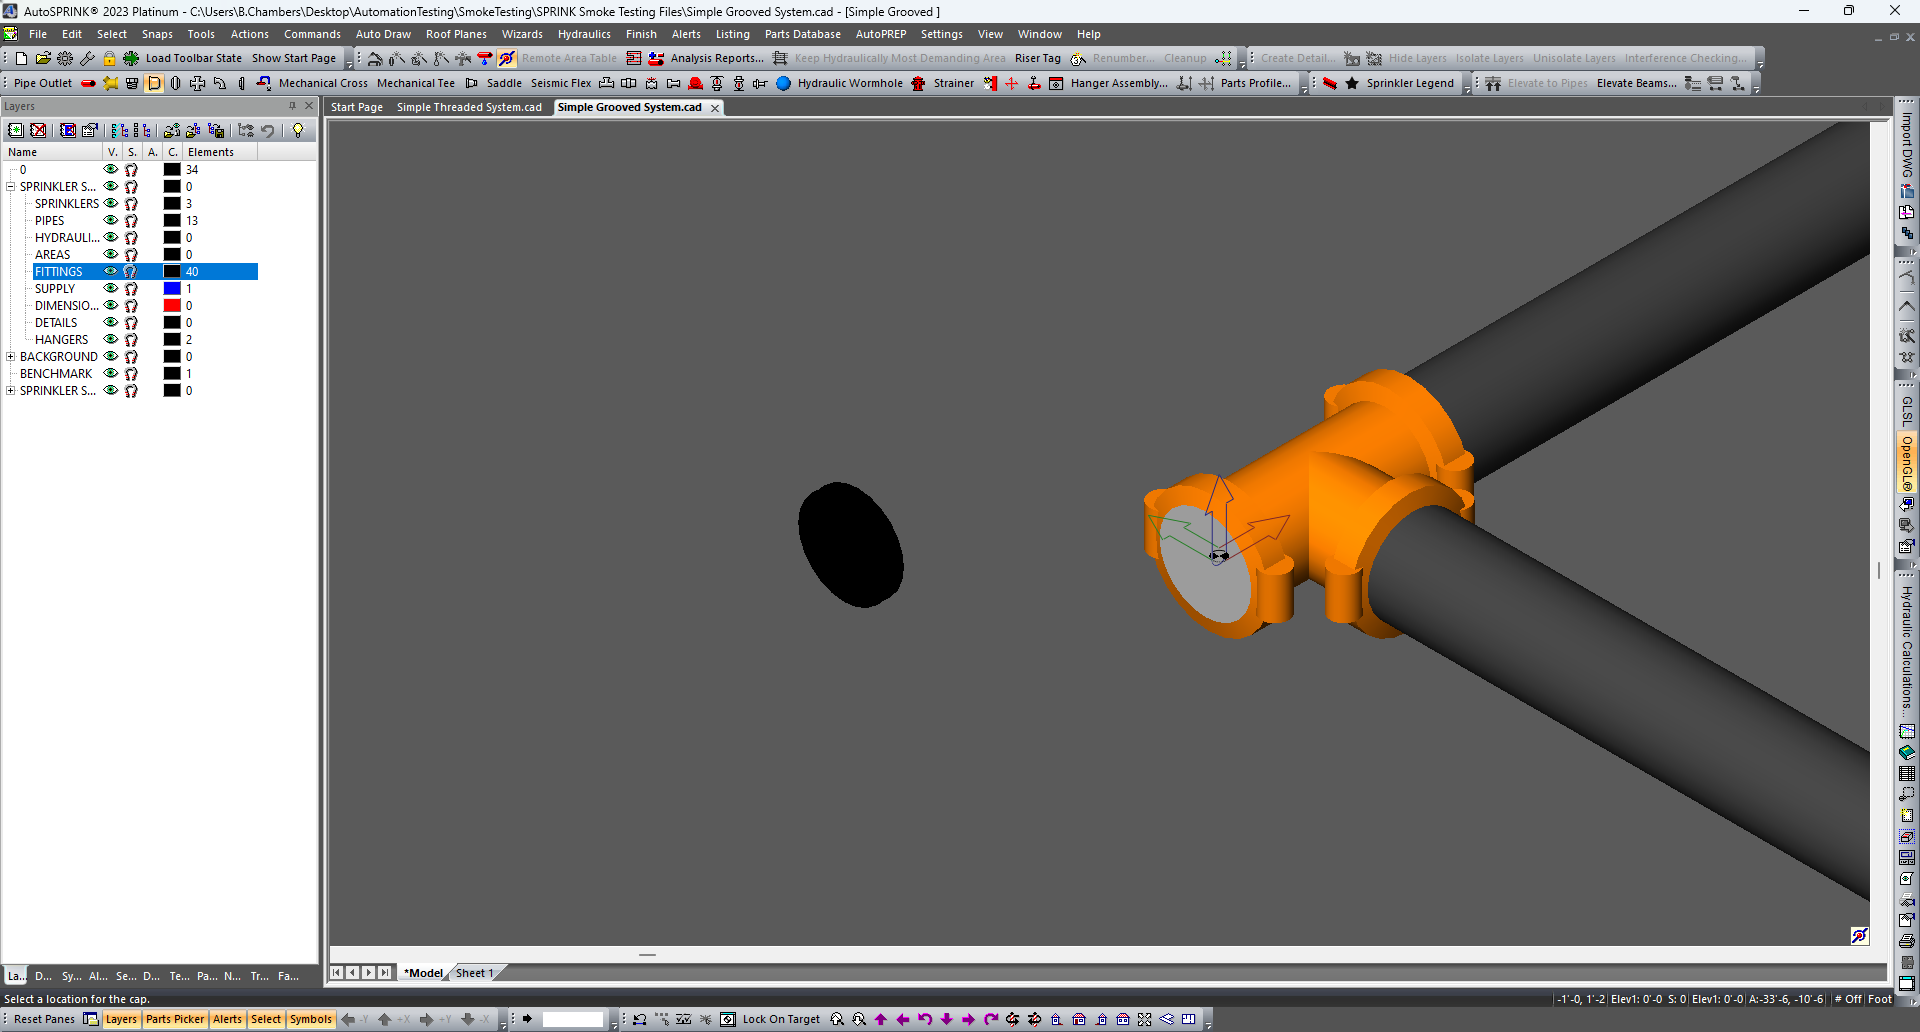 AutoSPRINK® 2023 Platinum - C:\Users\B.Chambers\Desktop\AutomationTesting\SmokeTesting\SPRINK Smoke Testing Files\Simple Grooved System.cad - [Simple Grooved ]
File Edit Select Snaps Tools Actions Commands Auto Draw Roof Planes Wizards Hydraulics Finish Alerts Listing Parts Database AutoPREP Settings View Window Help
Load Toolbar State Show Start Page Remote Area Table Analysis Reports... Keep Hydraulically Most Demanding Area Riser Tag Renumber... Cleanup Create Detail... Hide Layers Isolate Layers Unisolate Layers Interference Checking...
Pipe Outlet Mechanical Cross Mechanical Tee Saddle Seismic Flex Hydraulic Wormhole Strainer Hanger Assembly... Parts Profile... Sprinkler Legend Elevate to Pipes Elevate Beams...
Layers
Start Page Simple Threaded System.cad Simple Grooved System.cad
Name V. S. A. C. Elements
0 34
SPRINKLER S... 0
SPRINKLERS 3
PIPES 13
HYDRAULI... 0
AREAS 0
FITTINGS 40
SUPPLY 1
DIMENSIO... 0
DETAILS 0
HANGERS 2
BACKGROUND 0
BENCHMARK 1
SPRINKLER S... 0
Import DWG
GLSL
OpenGL®
Hydraulic Calculations...
La... D... Sy... Al... Se... D... Te... Pa... N... Tr... Fa...
*Model Sheet 1
Select a location for the cap.
-1'-0, 1'-2 Elev1: 0'-0 S: 0 Elev1: 0'-0 A:-33'-6, -10'-6 # Off Foot
Reset Panes Layers Parts Picker Alerts Select Symbols -Y +X +Y -X Lock On Target